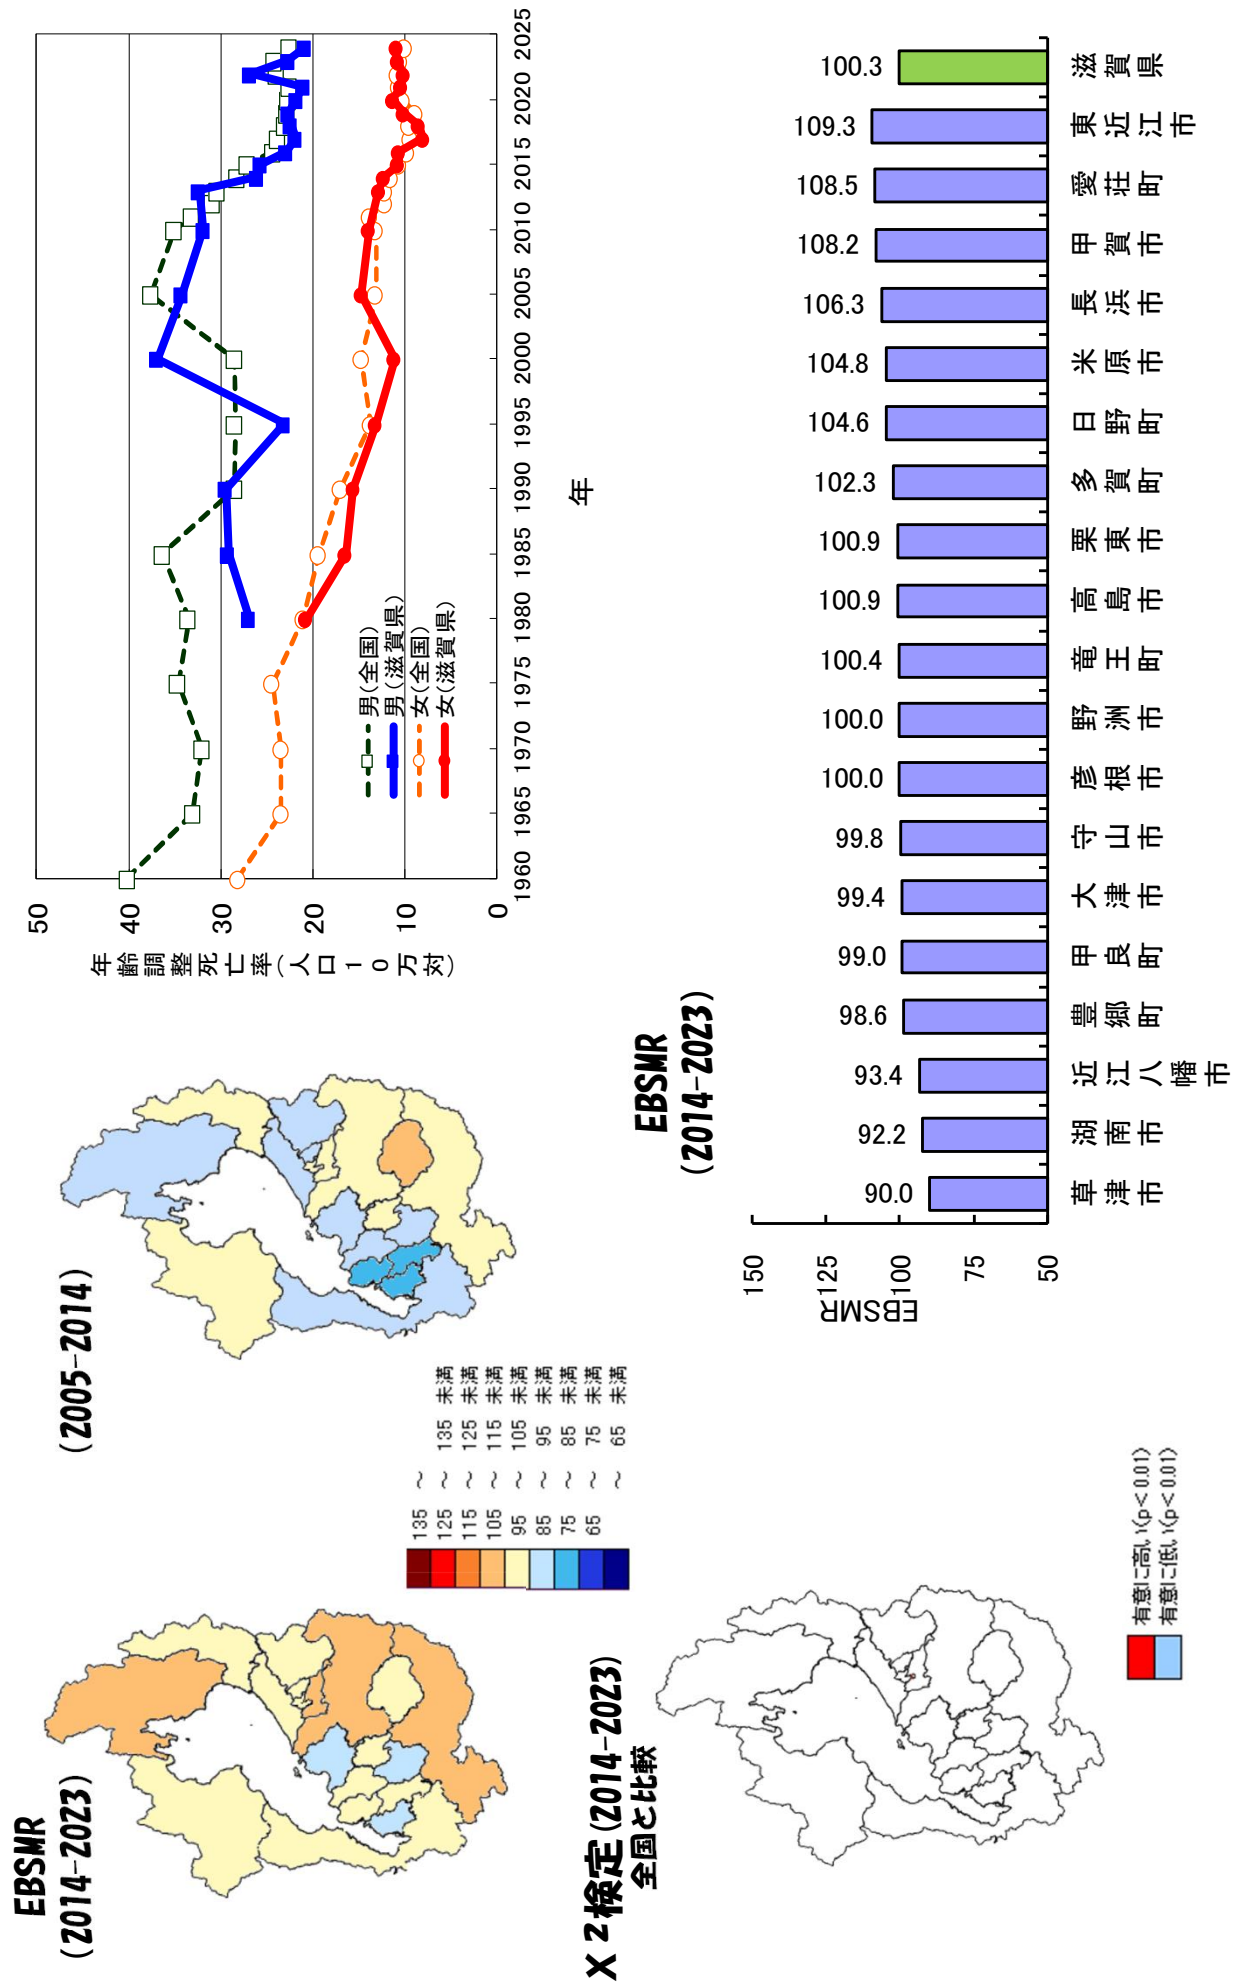 EBSMR
(2014-2023)
(2005-2014)
135 ～
125 ～ 135 未満
115 ～ 125 未満
105 ～ 115 未満
95 ～ 105 未満
85 ～ 95 未満
75 ～ 85 未満
65 ～ 75 未満
～ 65 未満
年齢調整死亡率(人口10万対)
50
40
30
20
10
0
1960 1965 1970 1975 1980 1985 1990 1995 2000 2005 2010 2015 2020 2025
年
男(全国)
男(滋賀県)
女(全国)
女(滋賀県)
X²検定(2014-2023)
全国と比較
有意に高い(p<0.01)
有意に低い(p<0.01)
EBSMR
(2014-2023)
EBSMR
150
125
100
75
50
90.0 92.2 93.4 98.6 99.0 99.4 99.8 100.0 100.0 100.4 100.9 100.9 102.3 104.6 104.8 106.3 108.2 108.5 109.3 100.3
草津市 湖南市 近江八幡市 豊郷町 甲良町 大津市 守山市 彦根市 野洲市 竜王町 高島市 栗東市 多賀町 日野町 米原市 長浜市 甲賀市 愛荘町 東近江市 滋賀県